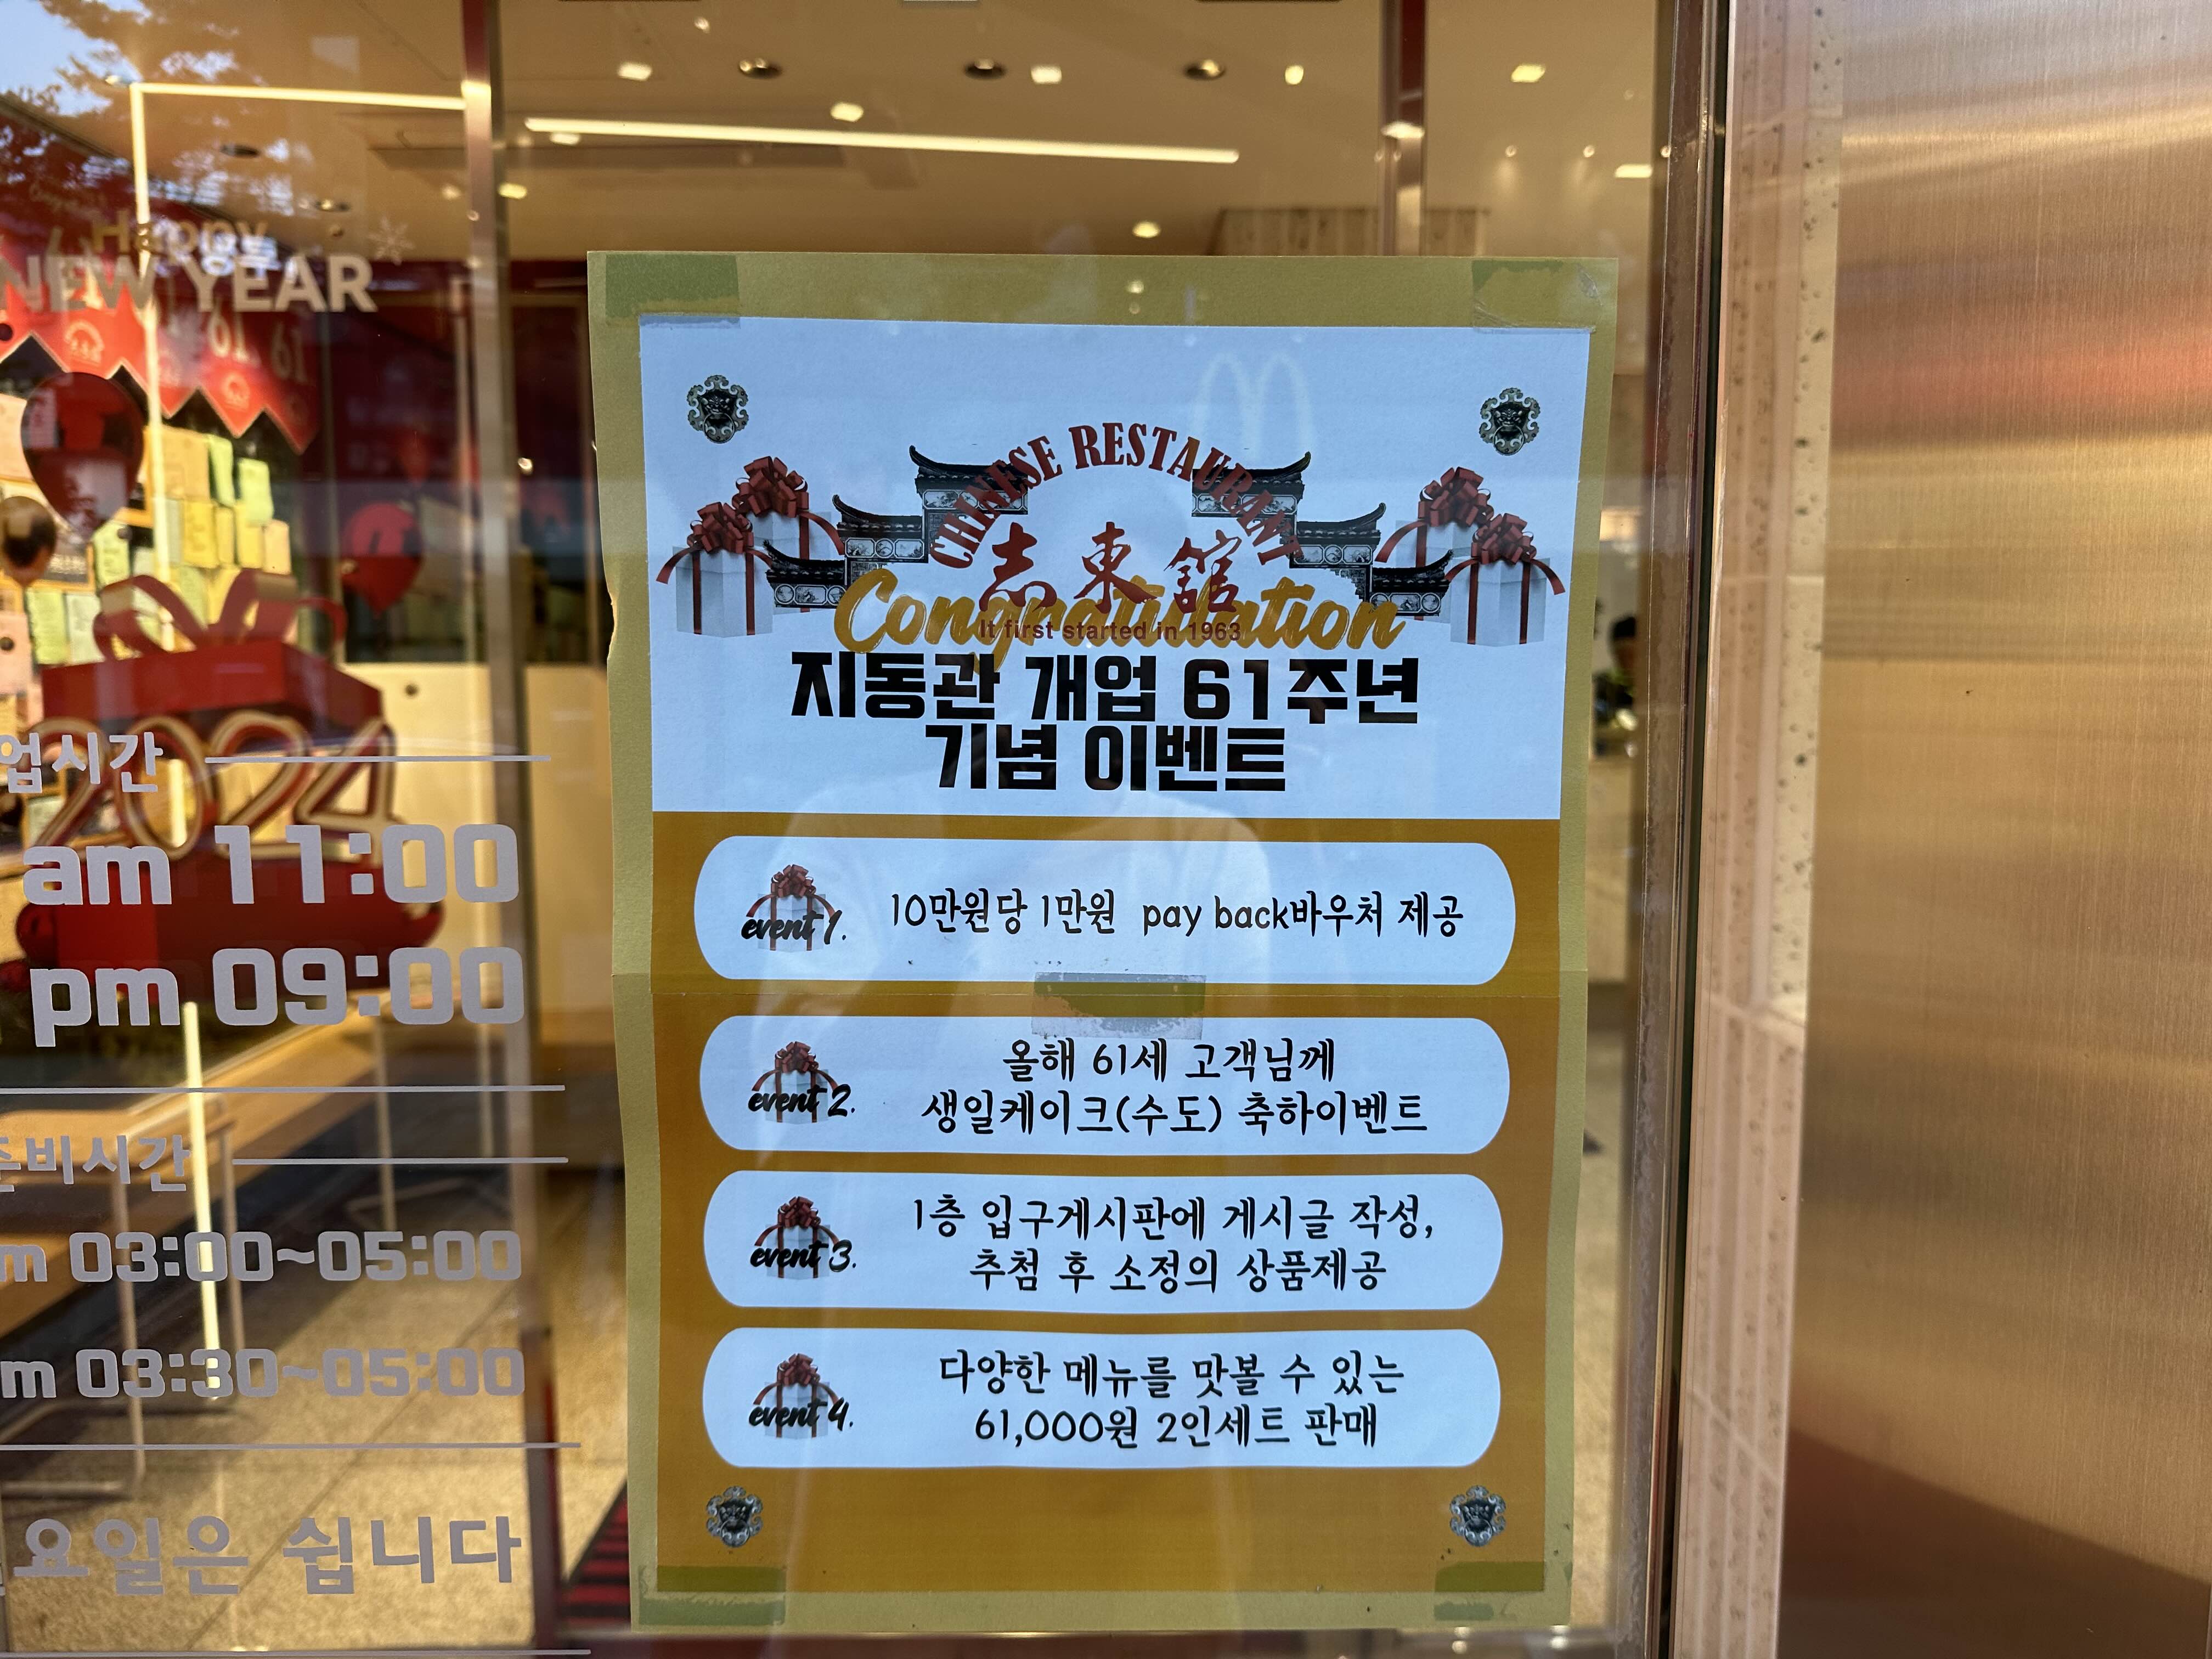 Happy
NEW YEAR
61
61
2024
업시간
am 11:00
pm 09:00
준비시간
m 03:00~05:00
m 03:30~05:00
요일은 쉽니다
CHINESE RESTAURANT
志東館
Congratulation
It first started in 1963
지동관 개업 61주년
기념 이벤트
event 1.
10만원당 1만원 pay back바우처 제공
event 2.
올해 61세 고객님께
생일케이크(수도) 축하이벤트
event 3.
1층 입구게시판에 게시글 작성,
추첨 후 소정의 상품제공
event 4.
다양한 메뉴를 맛볼 수 있는
61,000원 2인세트 판매